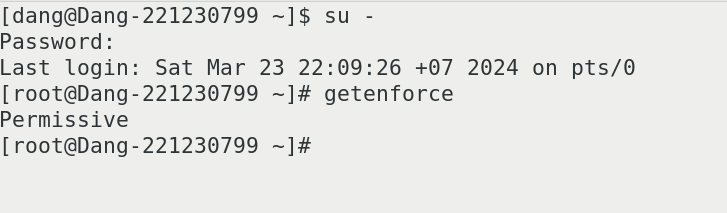 [dang@Dang-221230799 ~]$ su -
Password:
Last login: Sat Mar 23 22:09:26 +07 2024 on pts/0
[root@Dang-221230799 ~]# getenforce
Permissive
[root@Dang-221230799 ~]#